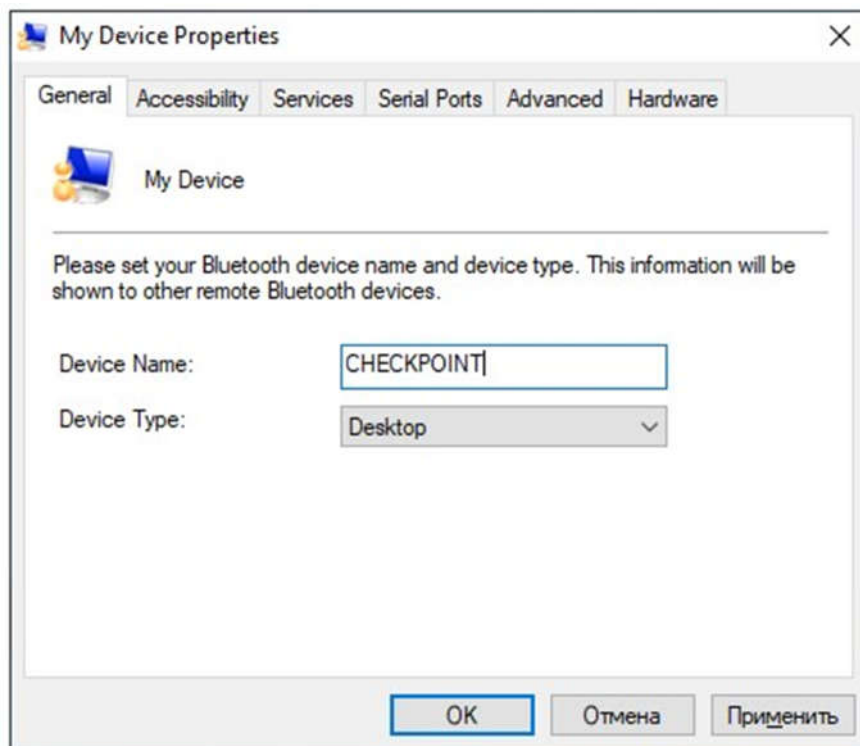 My Device Properties
General Accessibility Services Serial Ports Advanced Hardware
My Device
Please set your Bluetooth device name and device type. This information will be
shown to other remote Bluetooth devices.
Device Name: CHECKPOINT
Device Type: Desktop
OK Отмена Применить